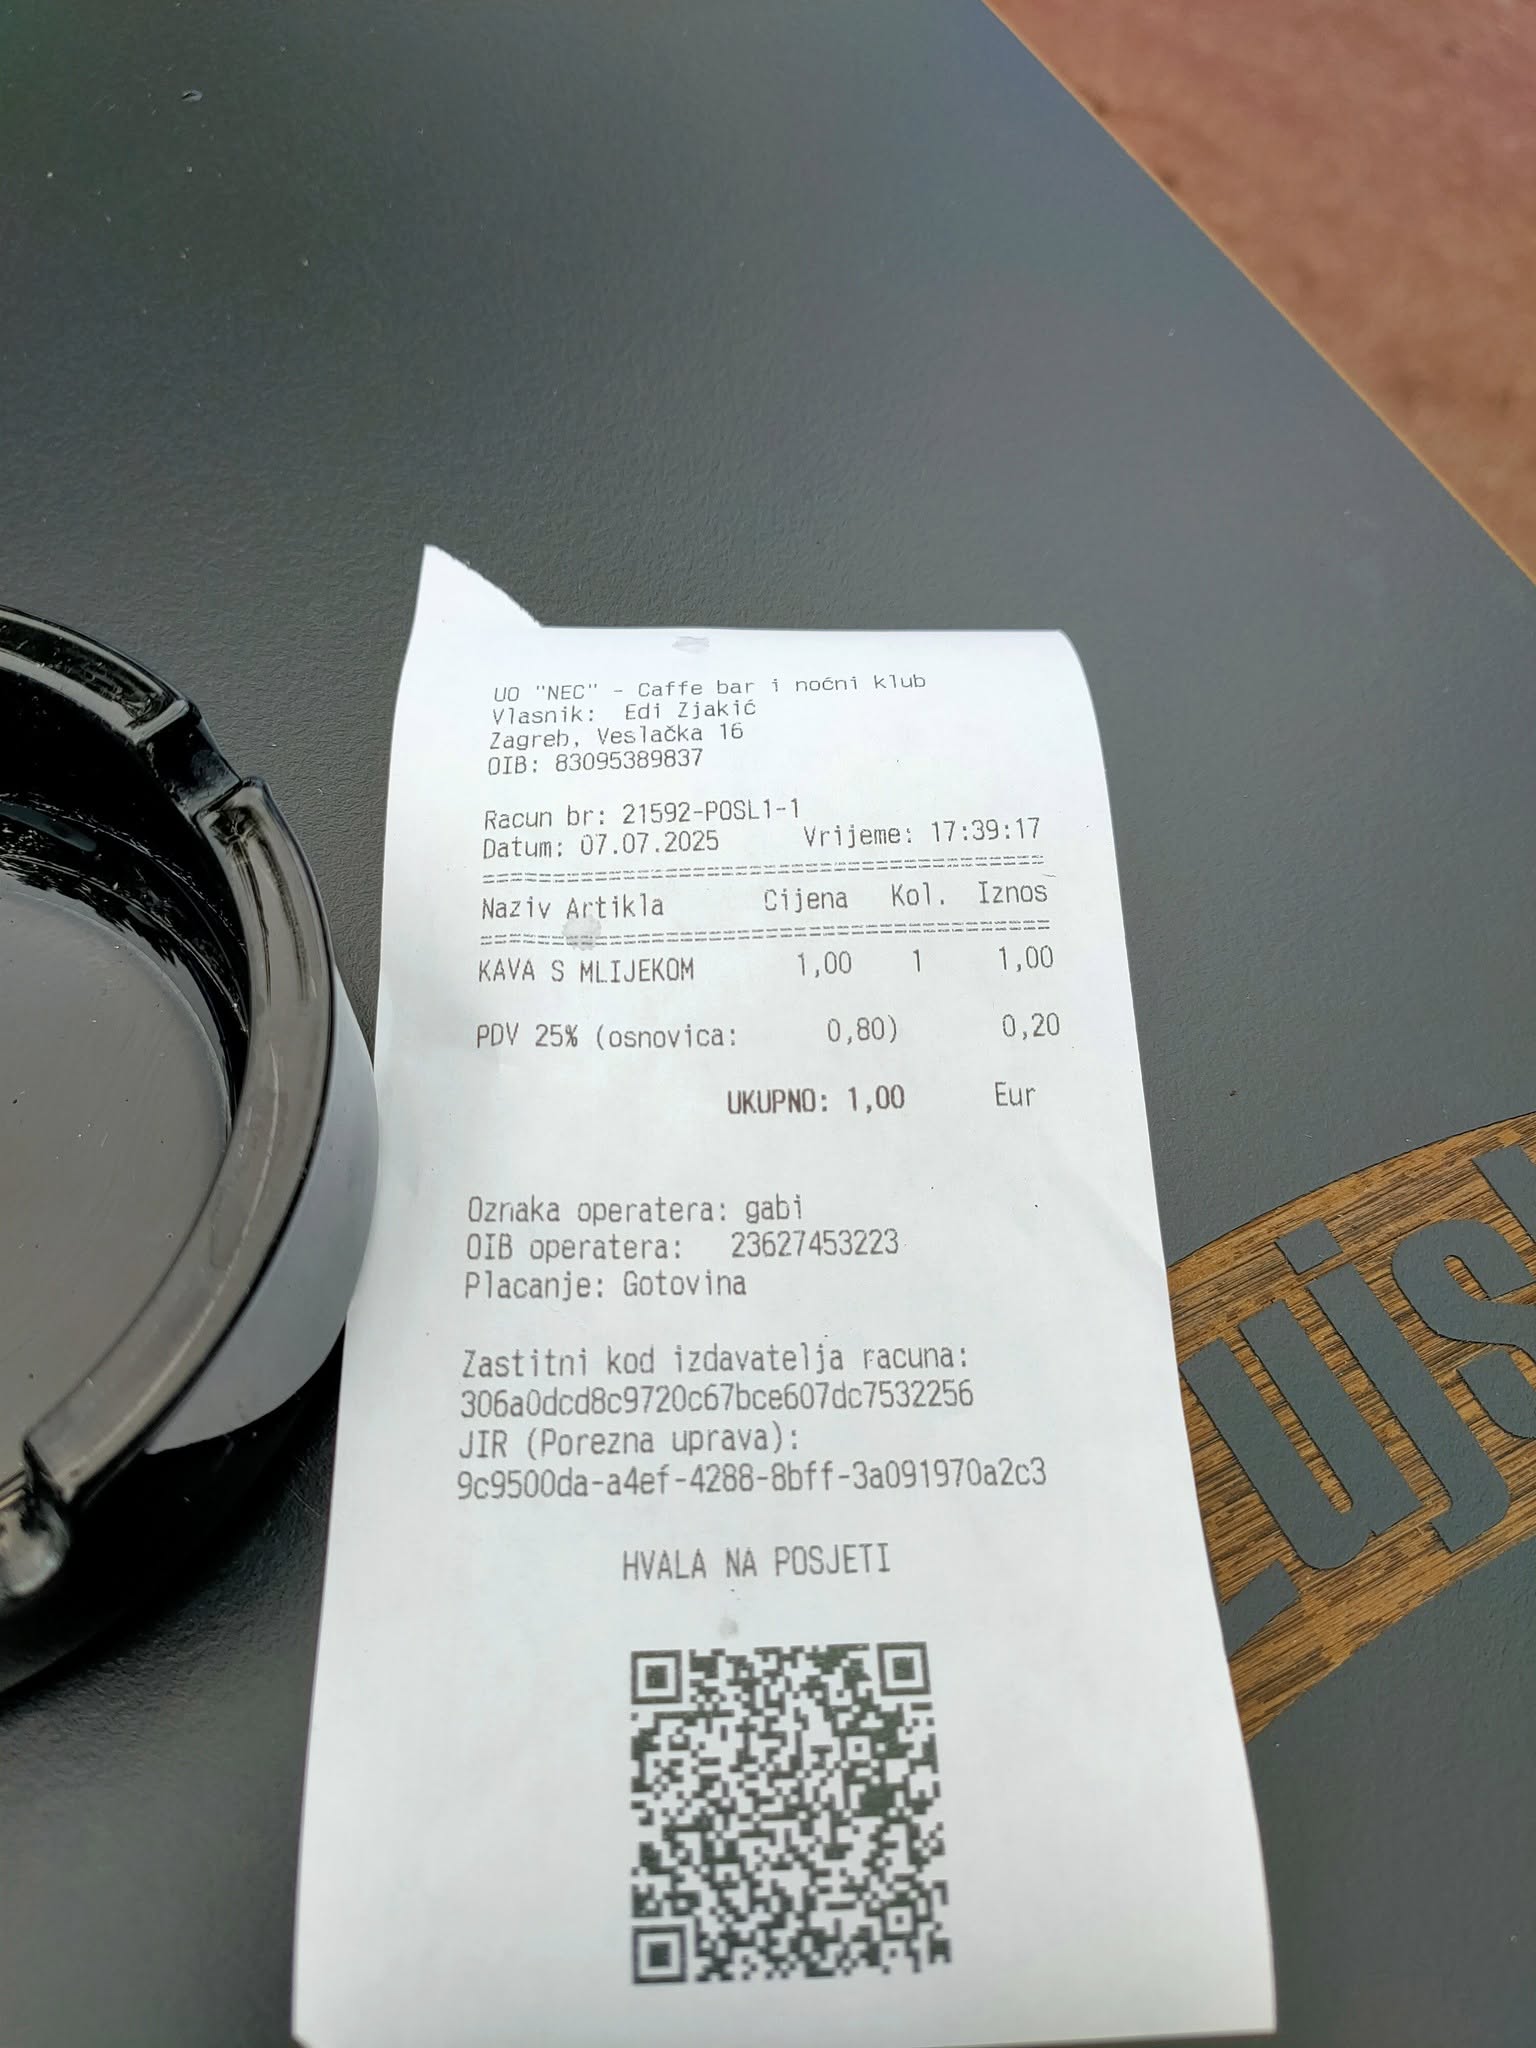 UO "NEC" - Caffe bar i noćni klub
Vlasnik: Edi Zjakić
Zagreb, Veslačka 16
OIB: 83095389837
Racun br: 21592-POSL1-1
Datum: 07.07.2025 Vrijeme: 17:39:17
Naziv Artikla Cijena Kol. Iznos
KAVA S MLIJEKOM 1,00 1 1,00
PDV 25% (osnovica: 0,80) 0,20
UKUPNO: 1,00 Eur
Oznaka operatera: gabi
OIB operatera: 23627453223
Placanje: Gotovina
Zastitni kod izdavatelja racuna:
306a0dcd8c9720c67bce607dc7532256
JIR (Porezna uprava):
9c9500da-a4ef-4288-8bff-3a091970a2c3
HVALA NA POSJETI